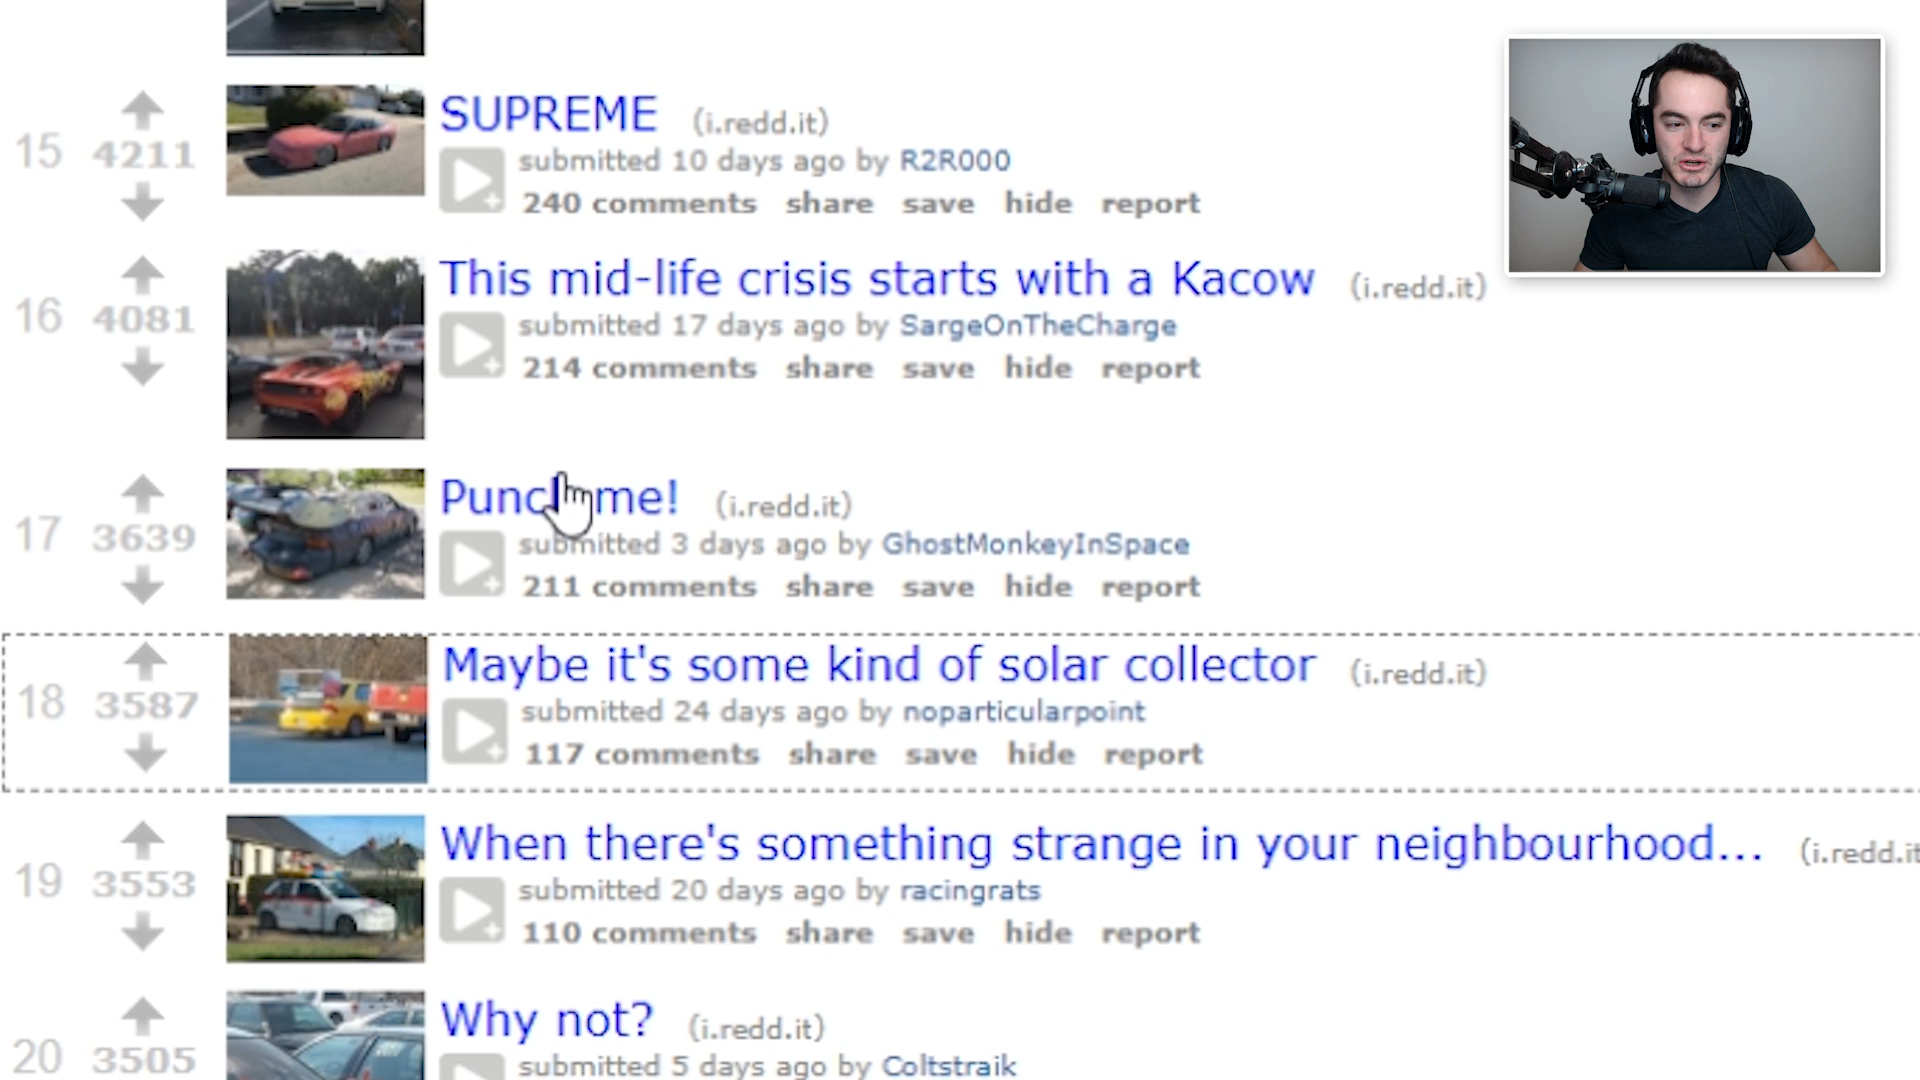 15
4211
SUPREME (i.redd.it)
submitted 10 days ago by R2R000
240 comments share save hide report
16
4081
This mid-life crisis starts with a Kacow (i.redd.it)
submitted 17 days ago by SargeOnTheCharge
214 comments share save hide report
17
3639
Punch me! (i.redd.it)
submitted 3 days ago by GhostMonkeyInSpace
211 comments share save hide report
18
3587
Maybe it's some kind of solar collector (i.redd.it)
submitted 24 days ago by noparticularpoint
117 comments share save hide report
19
3553
When there's something strange in your neighbourhood... (i.redd.it
submitted 20 days ago by racingrats
110 comments share save hide report
20
3505
Why not? (i.redd.it)
submitted 5 days ago by Coltstraik